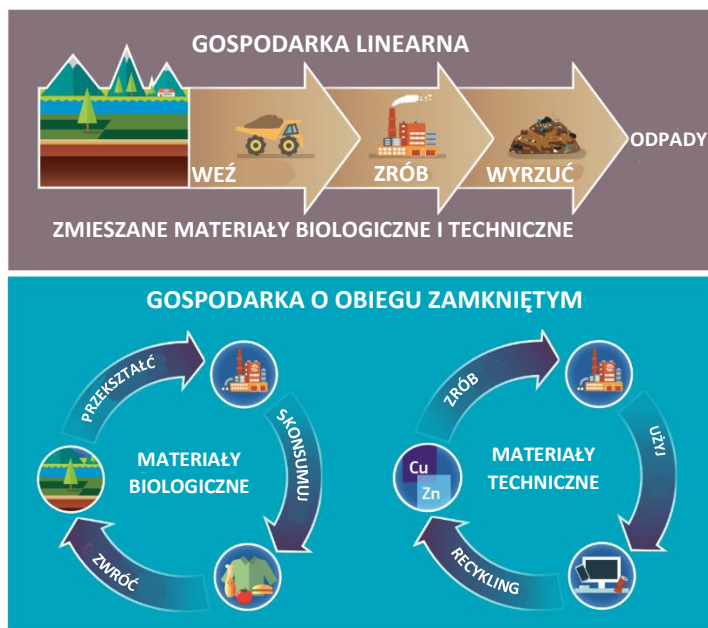 GOSPODARKA LINEARNA
WEŹ
ZRÓB
WYRZUĆ
ODPADY
ZMIESZANE MATERIAŁY BIOLOGICZNE I TECHNICZNE
GOSPODARKA O OBIEGU ZAMKNIĘTYM
PRZEKSZTAŁĆ
SKONSUMUJ
ZWRÓĆ
MATERIAŁY
BIOLOGICZNE
ZRÓB
UŻYJ
RECYKLING
MATERIAŁY
TECHNICZNE
Cu
Zn